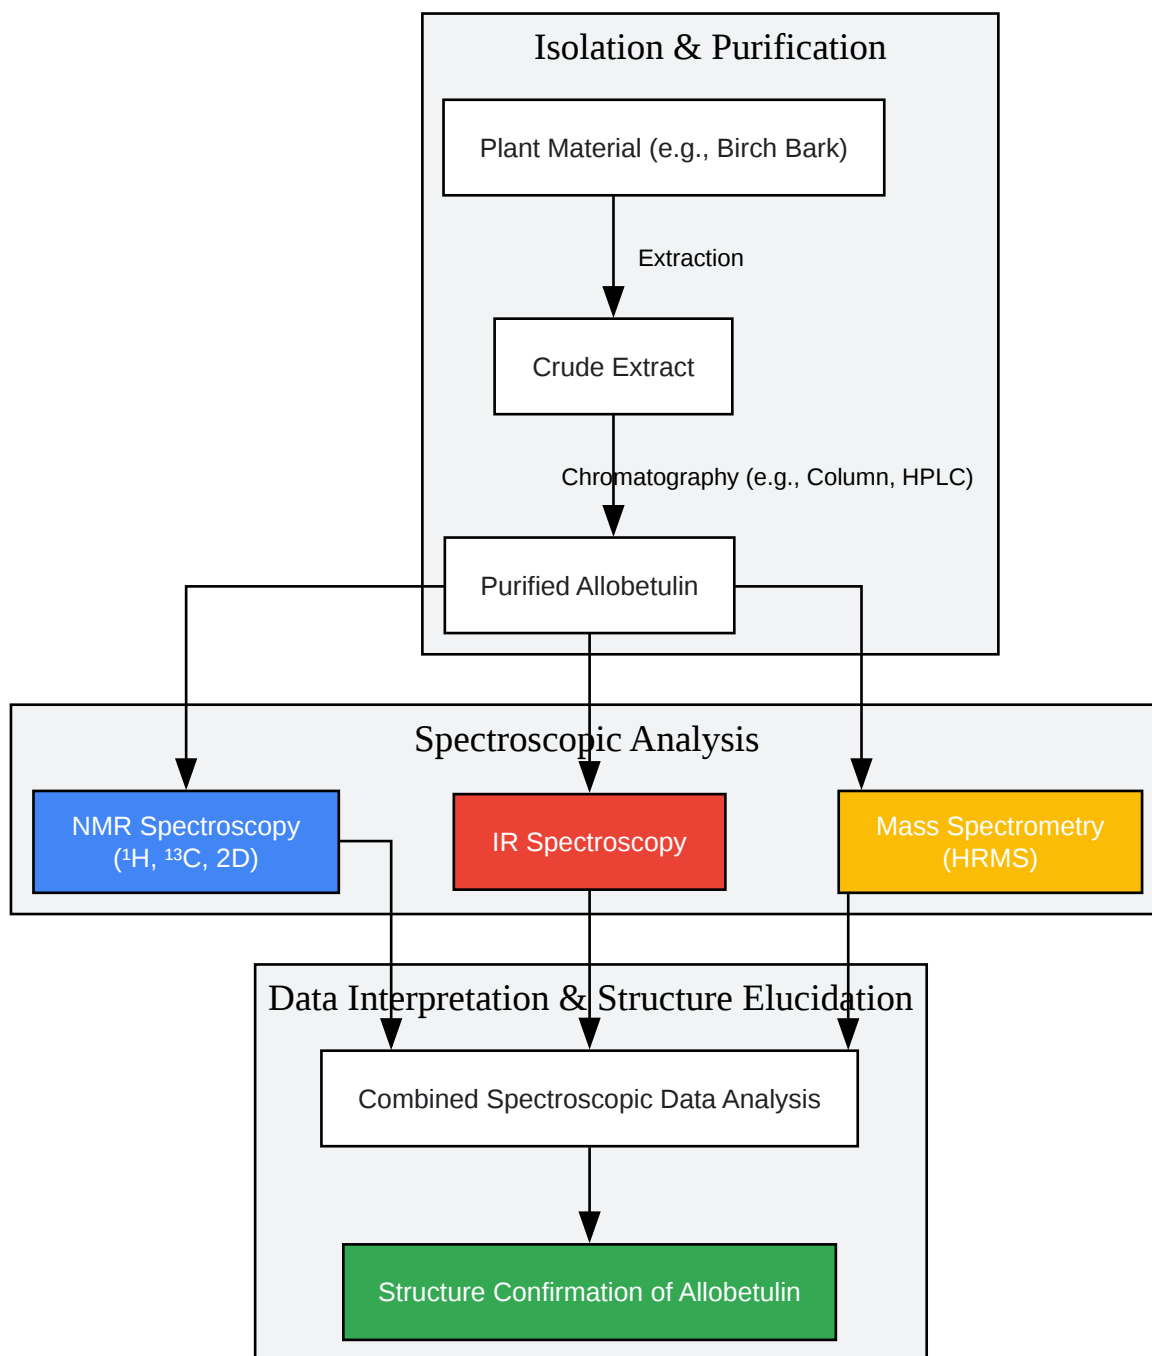 Isolation & Purification
Plant Material (e.g., Birch Bark)
Extraction
Crude Extract
Chromatography (e.g., Column, HPLC)
Purified Allobetulin
Spectroscopic Analysis
NMR Spectroscopy
(¹H, ¹³C, 2D)
IR Spectroscopy
Mass Spectrometry
(HRMS)
Data Interpretation & Structure Elucidation
Combined Spectroscopic Data Analysis
Structure Confirmation of Allobetulin